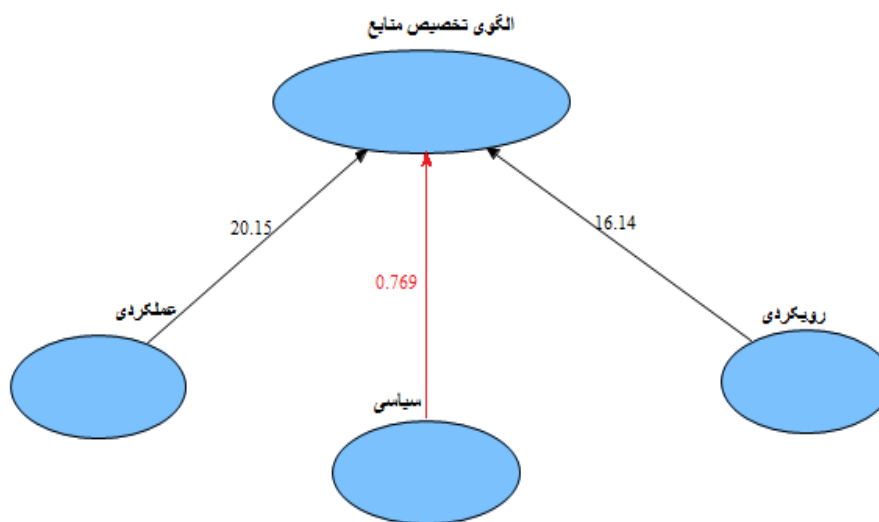 الگوی تخصیص منابع
20.15
16.14
0.769
عملکردی
رویکردی
سیاسی